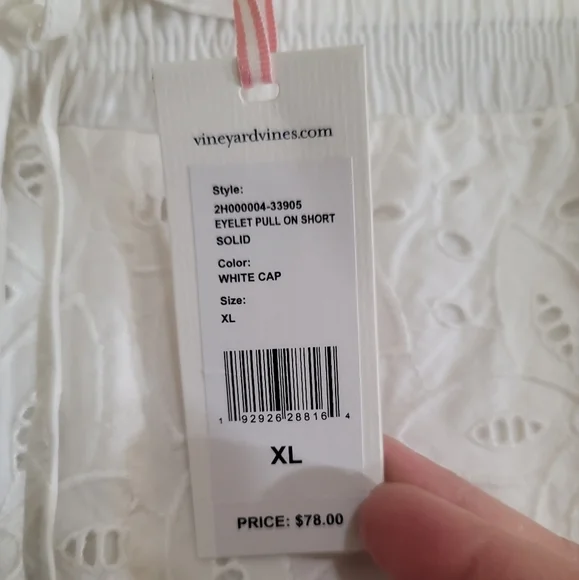 vineyardvines.com
Style:
2H000004-33905
EYELET PULL ON SHORT
SOLID
Color:
WHITE CAP
Size:
XL
1 92926 28816 4
XL
PRICE: $78.00